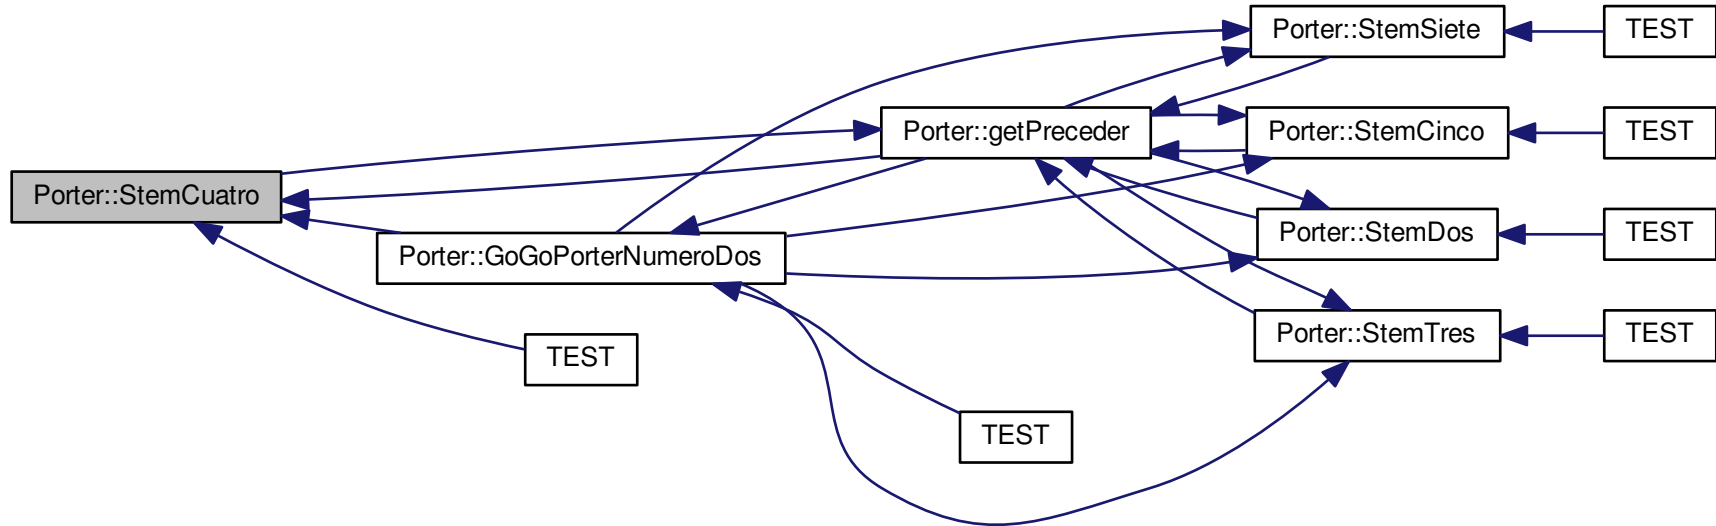 Porter::StemSiete
TEST
Porter::getPreceder
Porter::StemCinco
TEST
Porter::StemCuatro
Porter::StemDos
TEST
Porter::GoGoPorterNumeroDos
Porter::StemTres
TEST
TEST
TEST